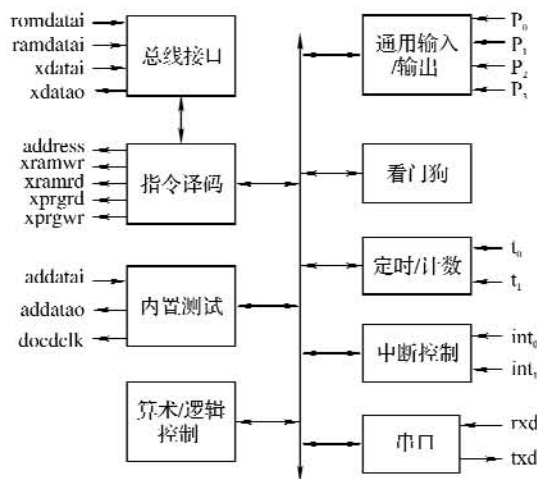 romdatai
ramdatai
xdatai
xdatao
总线接口
address
xramwr
xramrd
xprgrd
xprgwr
指令译码
addatai
addatao
docdclk
内置测试
算术/逻辑
控制
通用输入
/输出
P₀
P₁
P₂
P₃
看门狗
定时/计数
t₀
t₁
中断控制
int₀
int₁
串口
rxd
txd